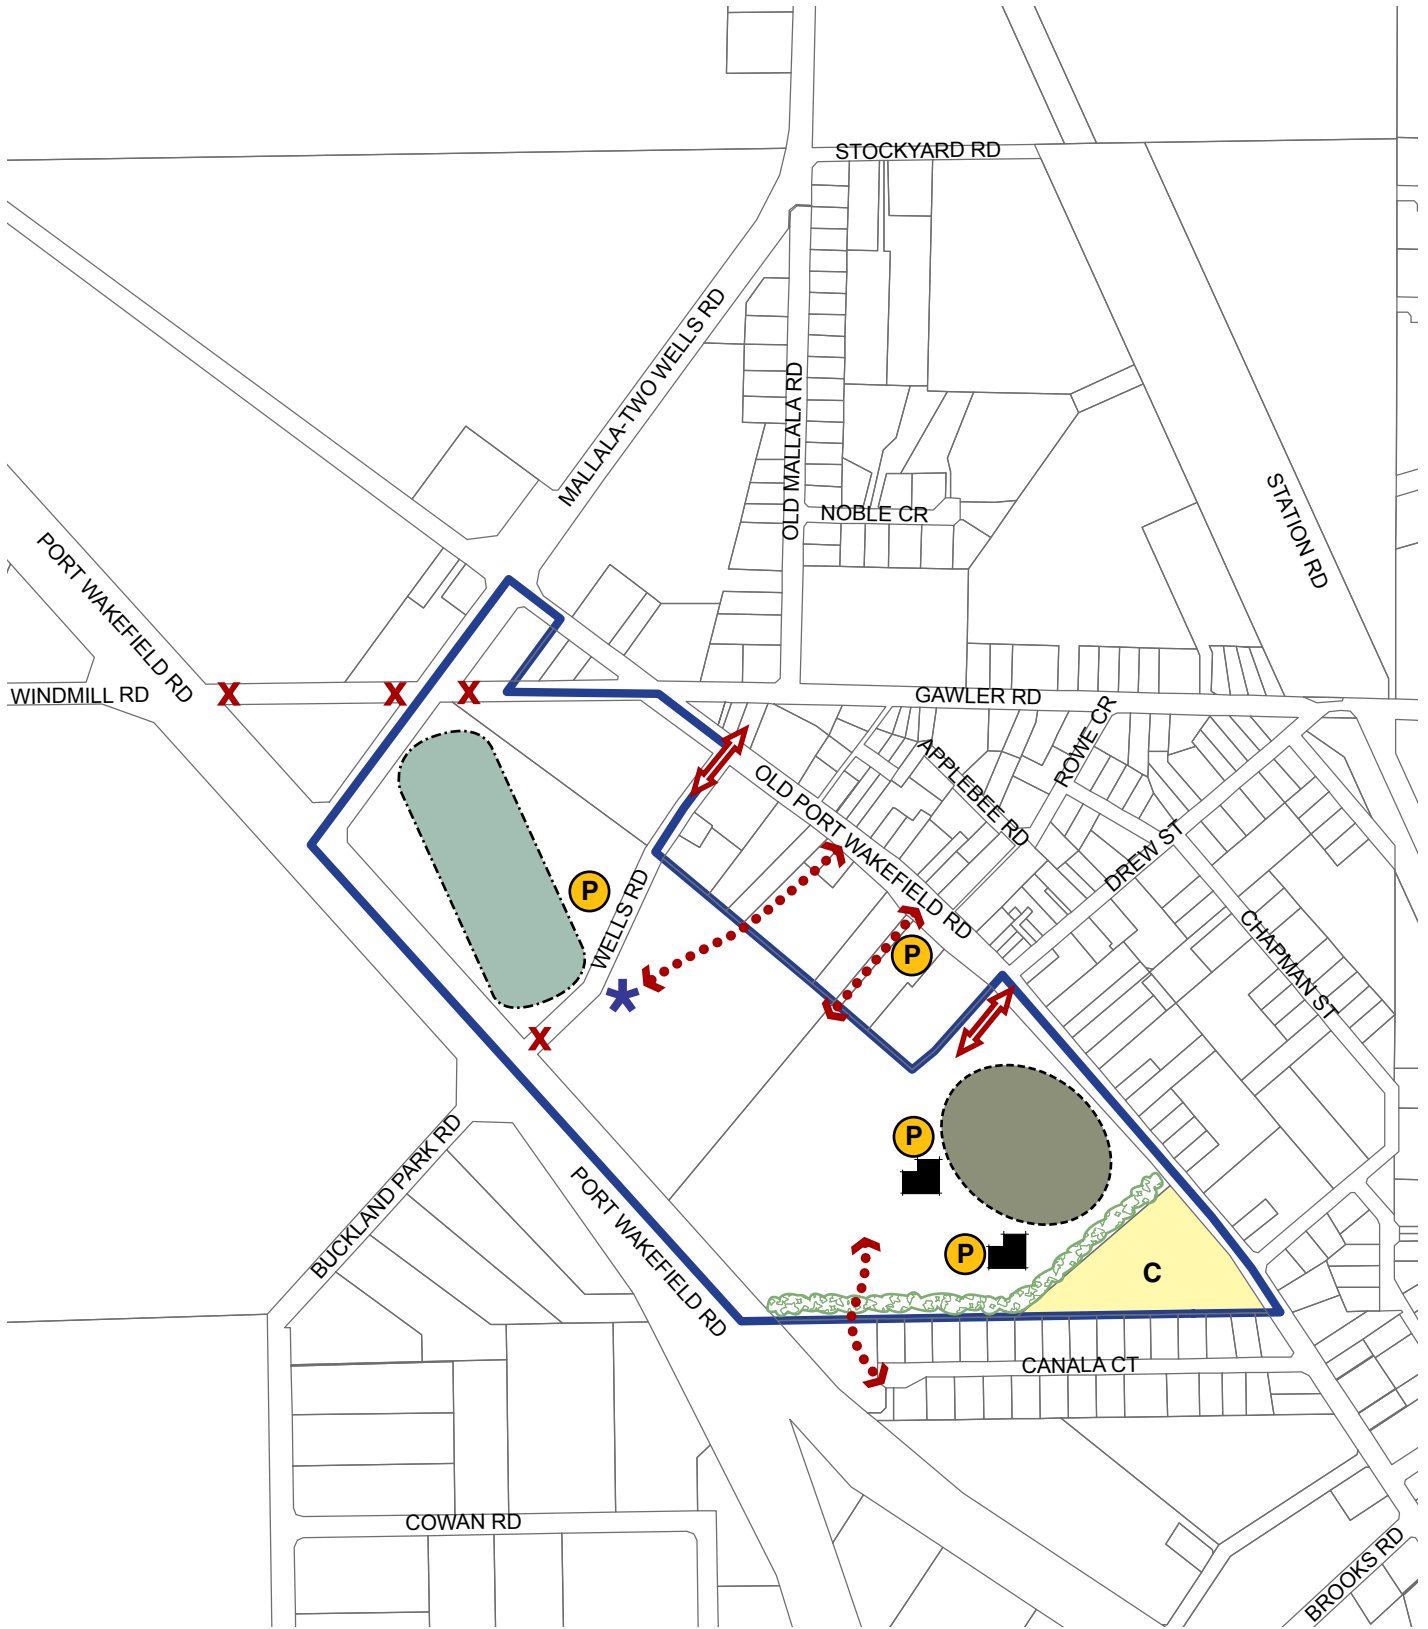 STOCKYARD RD
MALLALA-TWO WELLS RD
OLD MALLALA RD
NOBLE CR
STATION RD
PORT WAKEFIELD RD
WINDMILL RD
X
X
X
GAWLER RD
ROWE CR
APPLEBEE RD
OLD PORT WAKEFIELD RD
DREW ST
P
WELLS RD
P
CHAPMAN ST
*
X
BUCKLAND PARK RD
P
PORT WAKEFIELD RD
P
C
CANALA CT
COWAN RD
BROOKS RD